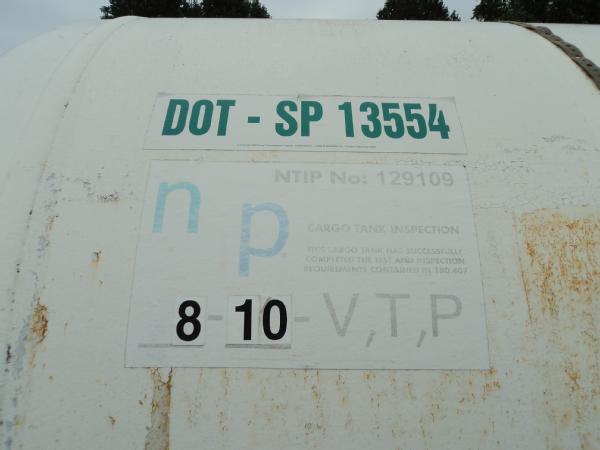 DOT - SP 13554
NTIP No: 129109
np
CARGO TANK INSPECTION
THIS CARGO TANK HAS SUCCESSFULLY
COMPLETED THE TEST AND INSPECTION
REQUIREMENTS CONTAINED IN 180.407
8 - 10 - V,T,P